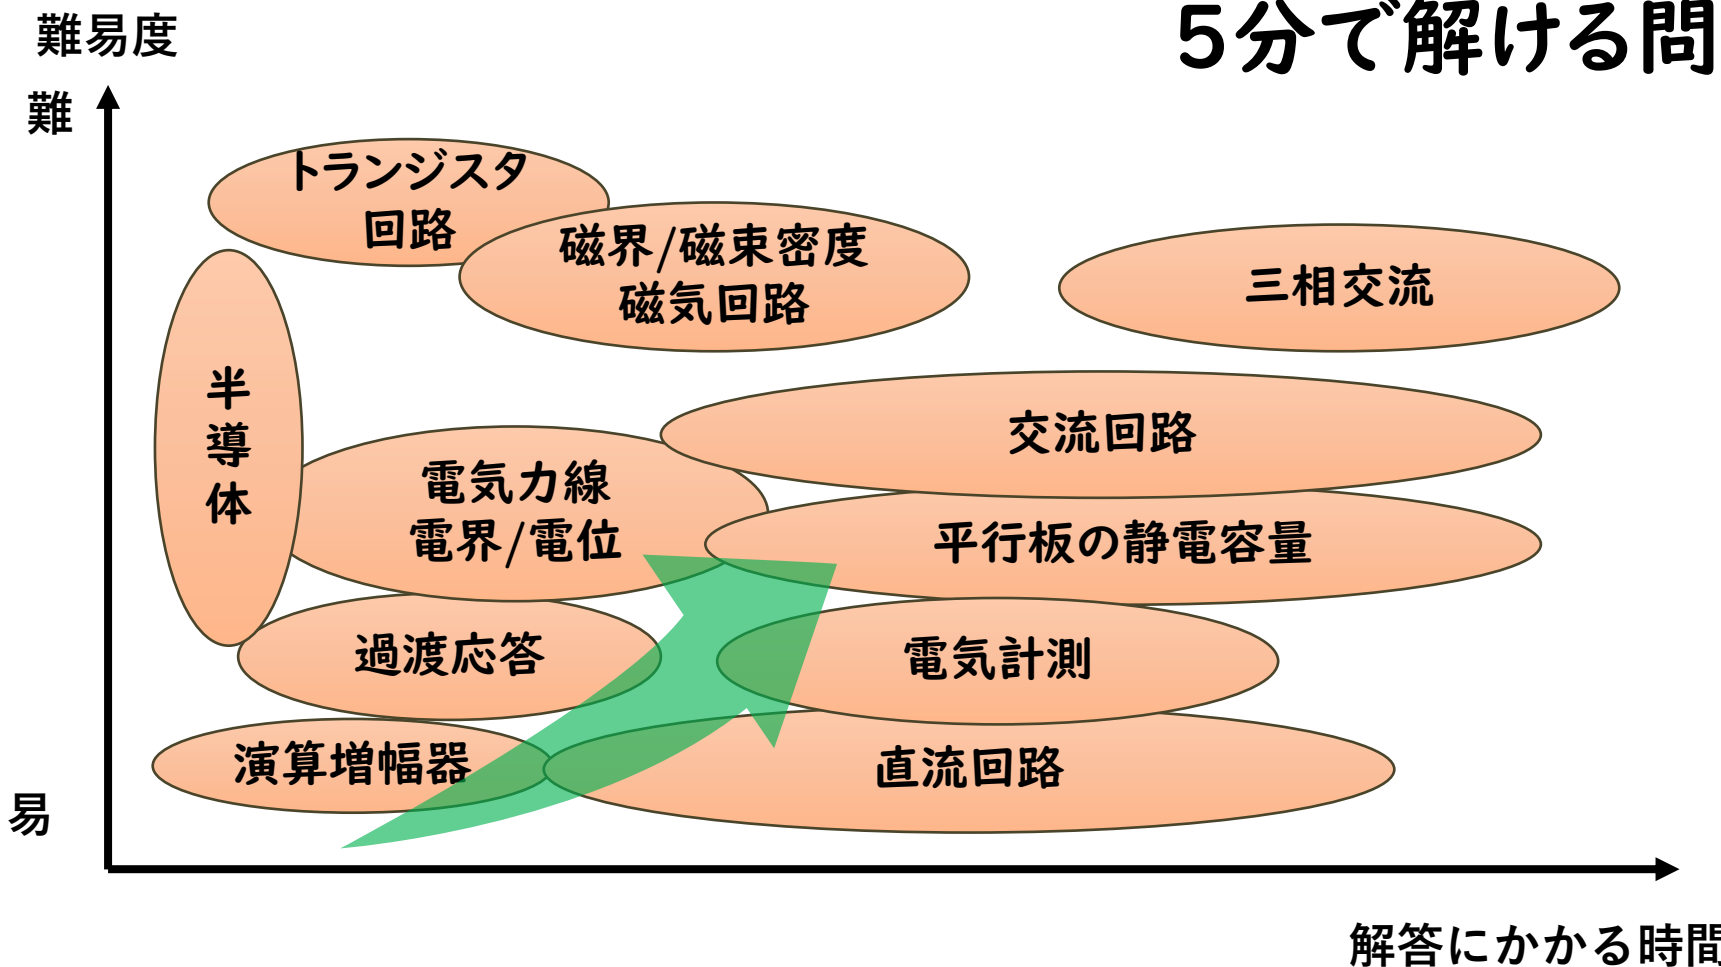 難易度
5分で解ける問
難
トランジスタ
回路
磁界/磁束密度
磁気回路
三相交流
半
導
体
交流回路
電気力線
電界/電位
平行板の静電容量
過渡応答
電気計測
演算増幅器
直流回路
易
解答にかかる時間